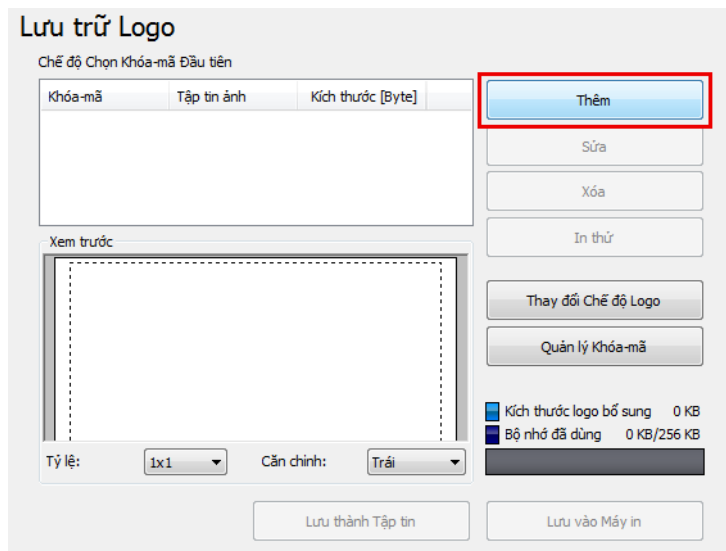 Lưu trữ Logo
Chế độ Chọn Khóa-mã Đầu tiên
Khóa-mã Tập tin ảnh Kích thước [Byte]
Thêm
Sửa
Xóa
In thử
Xem trước
Thay đổi Chế độ Logo
Quản lý Khóa-mã
Kích thước logo bổ sung 0 KB
Bộ nhớ đã dùng 0 KB/256 KB
Tỷ lệ: 1x1 Căn chỉnh: Trái
Lưu thành Tập tin
Lưu vào Máy in